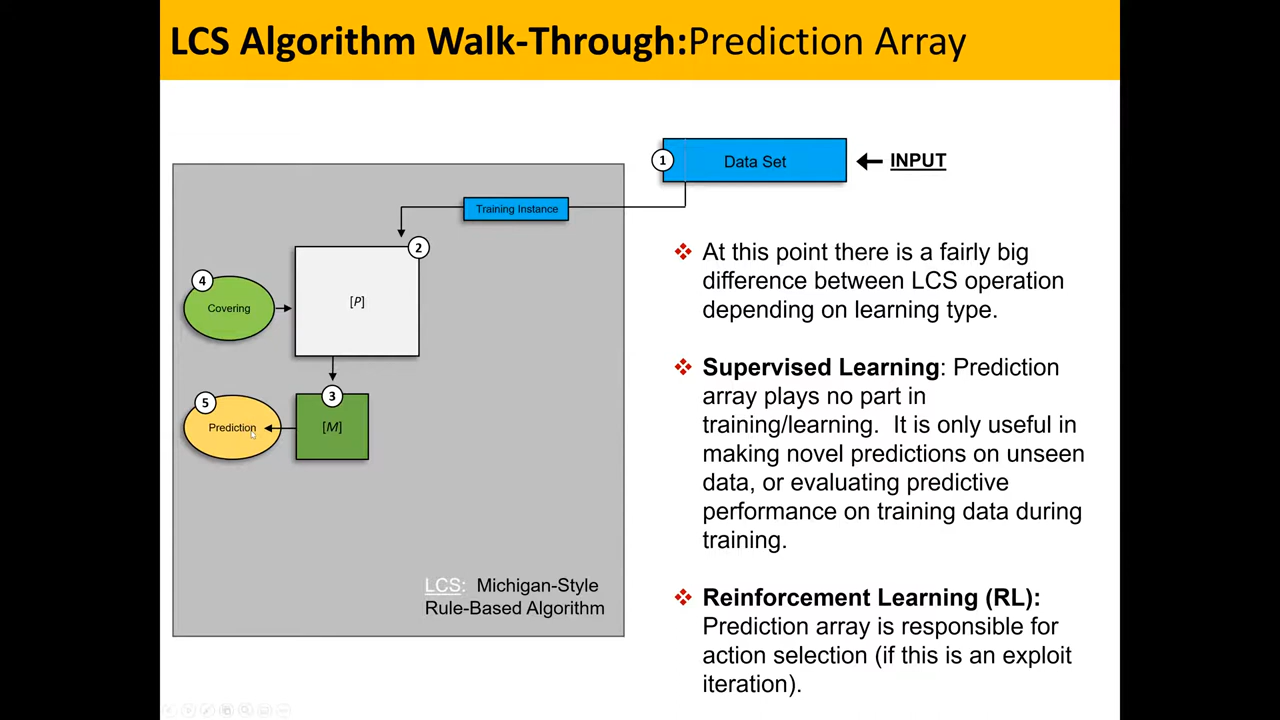 LCS Algorithm Walk-Through:Prediction Array
1
Data Set
INPUT
Training Instance
2
4
Covering
[P]
5
Prediction
3
[M]
LCS: Michigan-Style
Rule-Based Algorithm
At this point there is a fairly big
difference between LCS operation
depending on learning type.
Supervised Learning: Prediction
array plays no part in
training/learning. It is only useful in
making novel predictions on unseen
data, or evaluating predictive
performance on training data during
training.
Reinforcement Learning (RL):
Prediction array is responsible for
action selection (if this is an exploit
iteration).